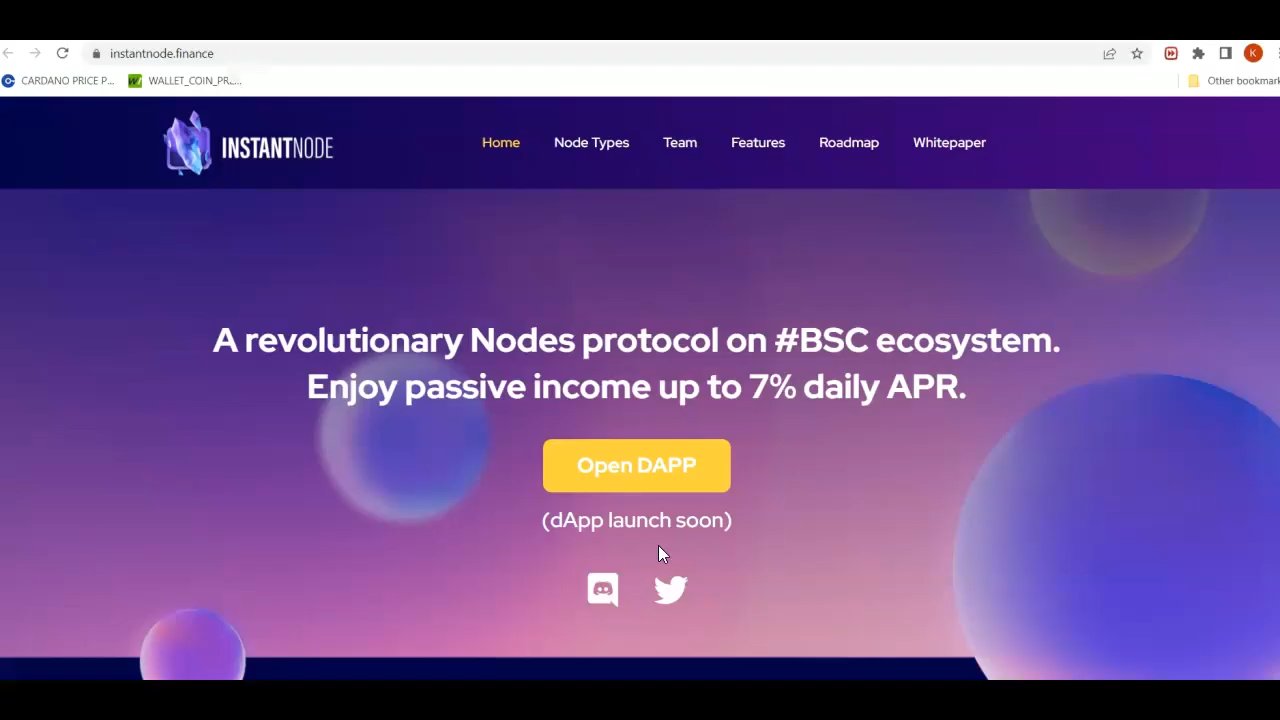 instantnode.finance
K
CARDANO PRICE P...
Other bookmark
INSTANTNODE
Home
Node Types
Team
Features
Roadmap
Whitepaper
A revolutionary Nodes protocol on #BSC ecosystem.
Enjoy passive income up to 7% daily APR.
Open DAPP
(dApp launch soon)